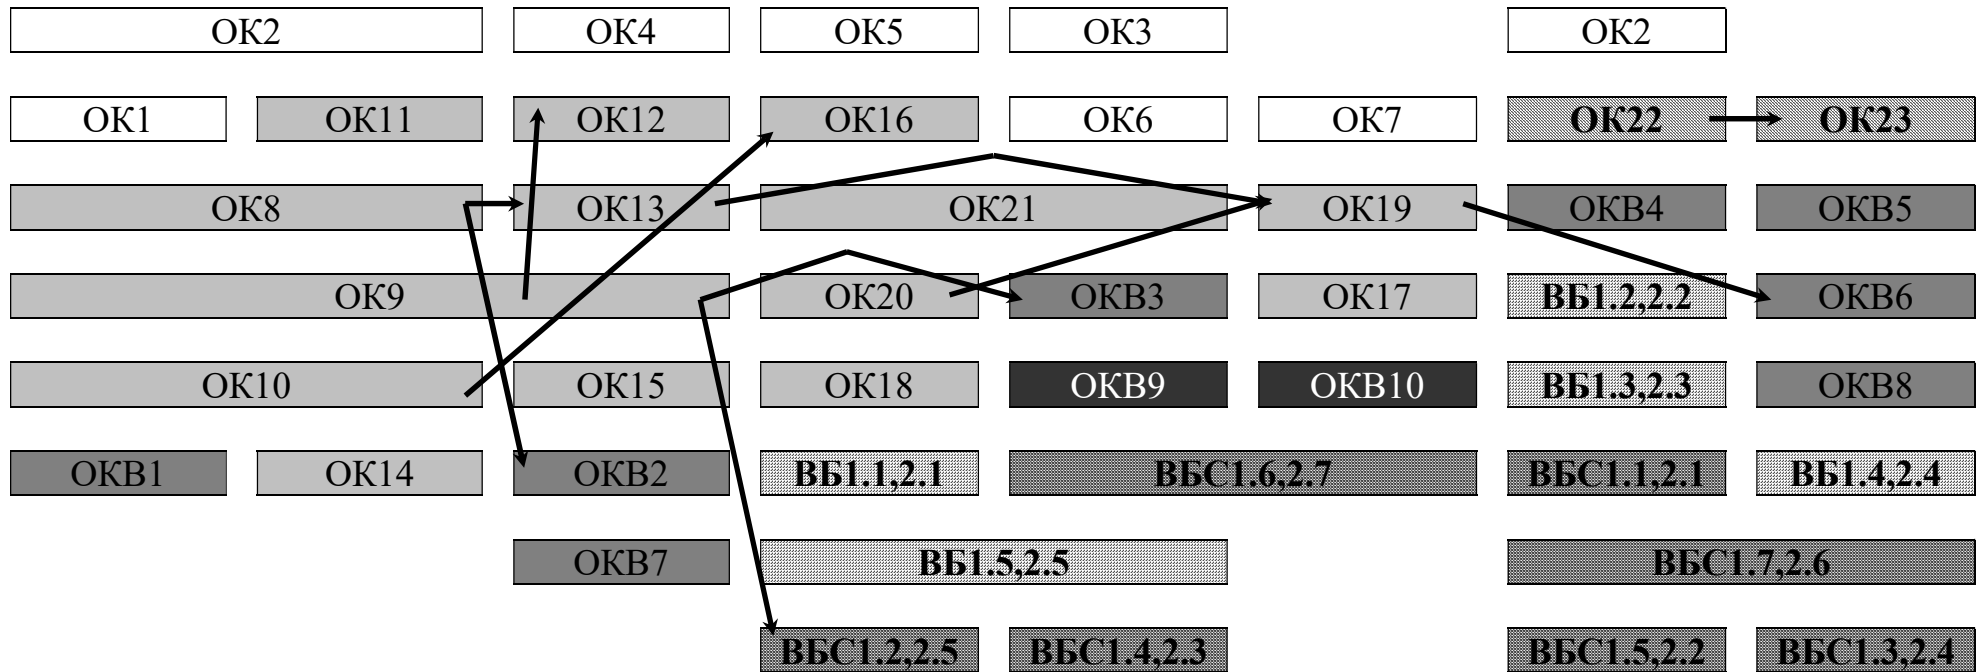 ОК2 ОК4 ОК5 ОК3 ОК2
ОК1 ОК11 ОК12 ОК16 ОК6 ОК7 ОК22 ОК23
ОК8 ОК13 ОК21 ОК19 ОКВ4 ОКВ5
ОК9 ОК20 ОКВ3 ОК17 ВБ1.2,2.2 ОКВ6
ОК10 ОК15 ОК18 ОКВ9 ОКВ10 ВБ1.3,2.3 ОКВ8
ОКВ1 ОК14 ОКВ2 ВБ1.1,2.1 ВБС1.6,2.7 ВБС1.1,2.1 ВБ1.4,2.4
ОКВ7 ВБ1.5,2.5 ВБС1.7,2.6
ВБС1.2,2.5 ВБС1.4,2.3 ВБС1.5,2.2 ВБС1.3,2.4